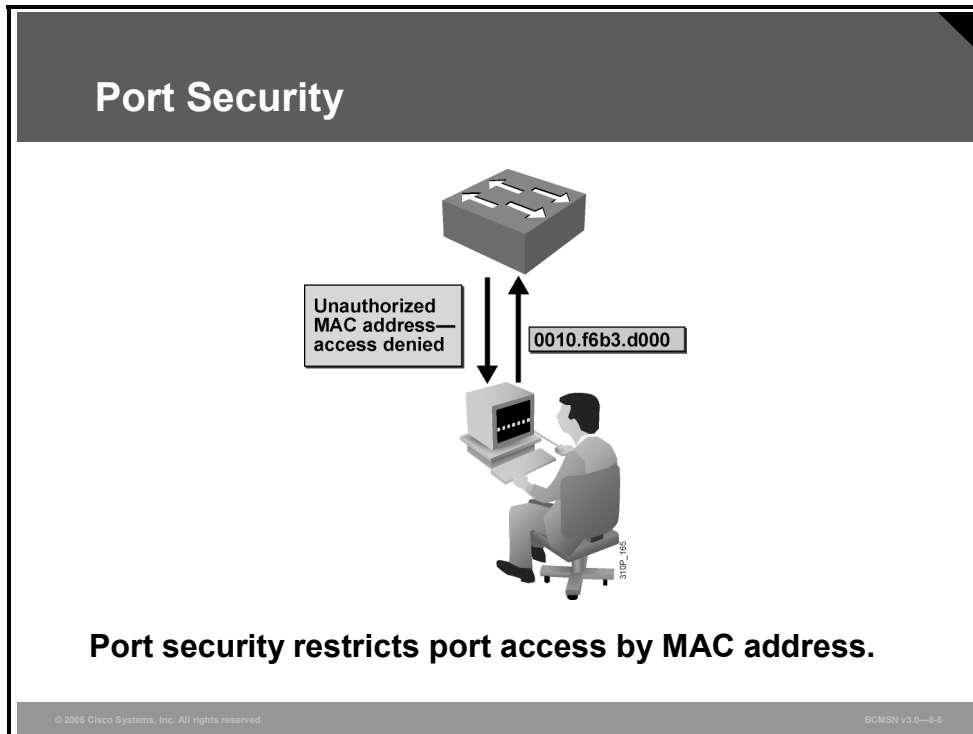 Port Security
Unauthorized
MAC address—
access denied
0010.f6b3.d000
310P_165
Port security restricts port access by MAC address.
© 2006 Cisco Systems, Inc. All rights reserved.
BCMSN v3.0—8-6